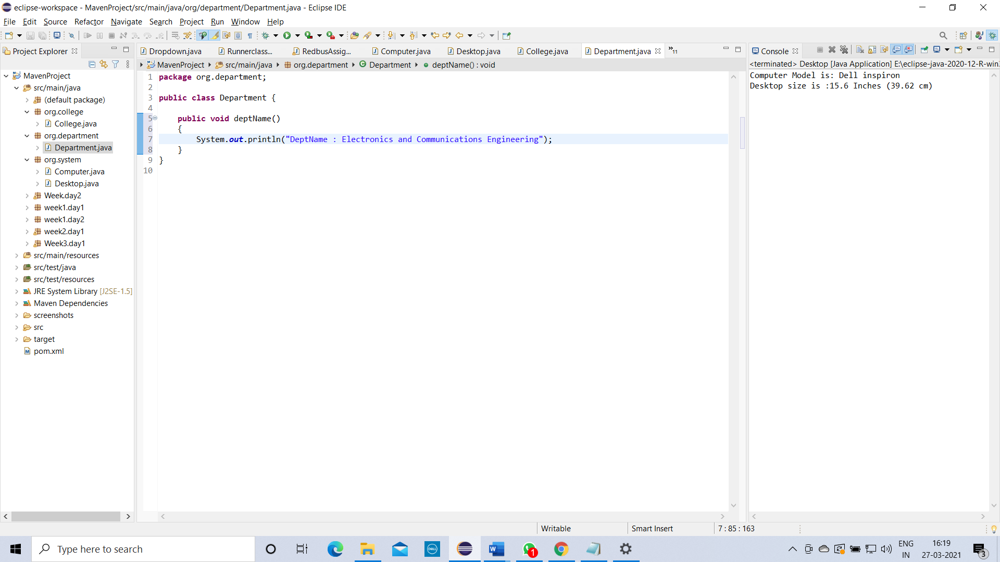 eclipse-workspace - MavenProject/src/main/java/org/department/Department.java - Eclipse IDE
File Edit Source Refactor Navigate Search Project Run Window Help
Project Explorer
MavenProject
src/main/java
(default package)
org.college
College.java
org.department
Department.java
org.system
Computer.java
Desktop.java
Week.day2
week1.day1
week1.day2
week2.day1
Week3.day1
src/main/resources
src/test/java
src/test/resources
JRE System Library [J2SE-1.5]
Maven Dependencies
screenshots
src
target
pom.xml
Dropdown.java Runnerclass... RedbusAssig... Computer.java Desktop.java College.java Department.java »11
MavenProject src/main/java org.department Department deptName() : void
1 package org.department;
2
3 public class Department {
4
5 public void deptName()
6 {
7 System.out.println("DeptName : Electronics and Communications Engineering");
8 }
9 }
10
Console
<terminated> Desktop [Java Application] E:\eclipse-java-2020-12-R-win
Computer Model is: Dell inspiron
Desktop size is :15.6 Inches (39.62 cm)
Writable Smart Insert 7 : 85 : 163
Type here to search
DELL
1
ENG
IN
16:19
27-03-2021
3